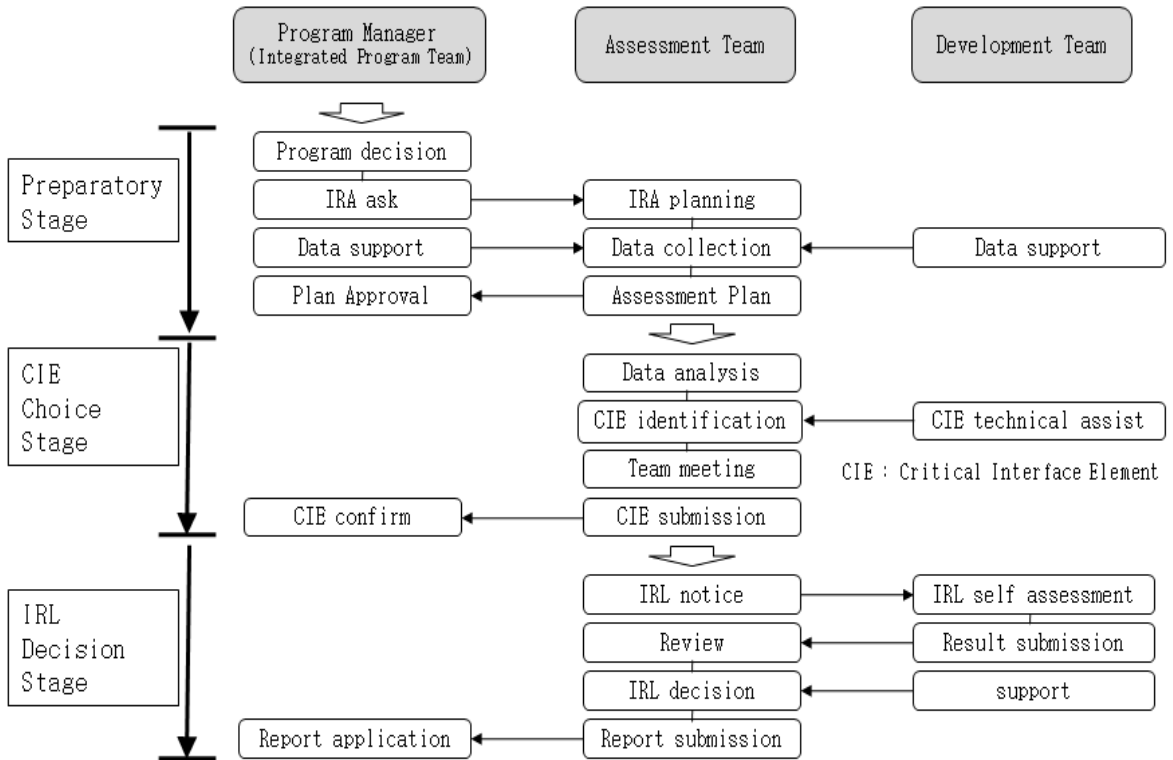 Program Manager
(Integrated Program Team)
Assessment Team
Development Team
Preparatory
Stage
Program decision
IRA ask
IRA planning
Data support
Data collection
Data support
Plan Approval
Assessment Plan
CIE
Choice
Stage
Data analysis
CIE identification
CIE technical assist
Team meeting
CIE : Critical Interface Element
CIE confirm
CIE submission
IRL
Decision
Stage
IRL notice
IRL self assessment
Review
Result submission
IRL decision
support
Report application
Report submission